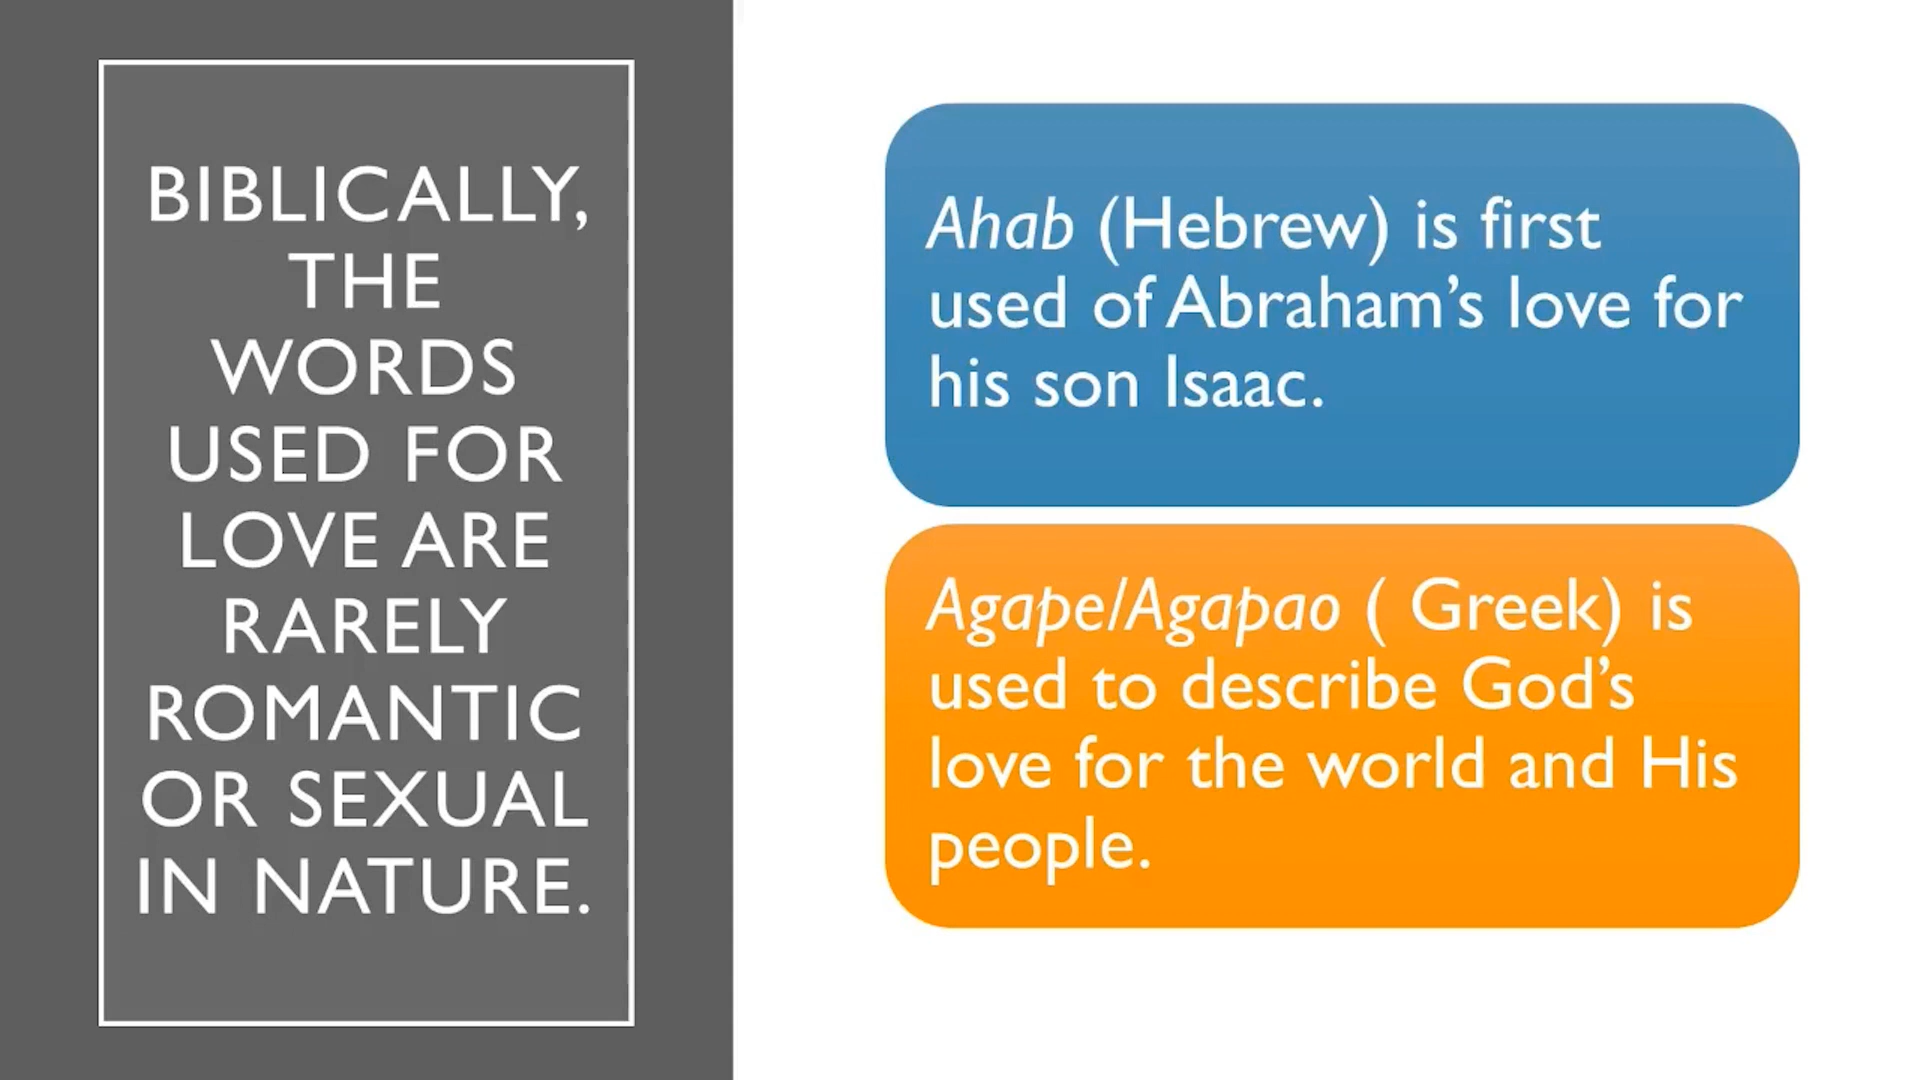 BIBLICALLY,
THE
WORDS
USED FOR
LOVE ARE
RARELY
ROMANTIC
OR SEXUAL
IN NATURE.
Ahab (Hebrew) is first
used of Abraham’s love for
his son Isaac.
Agape/Agapao ( Greek) is
used to describe God’s
love for the world and His
people.